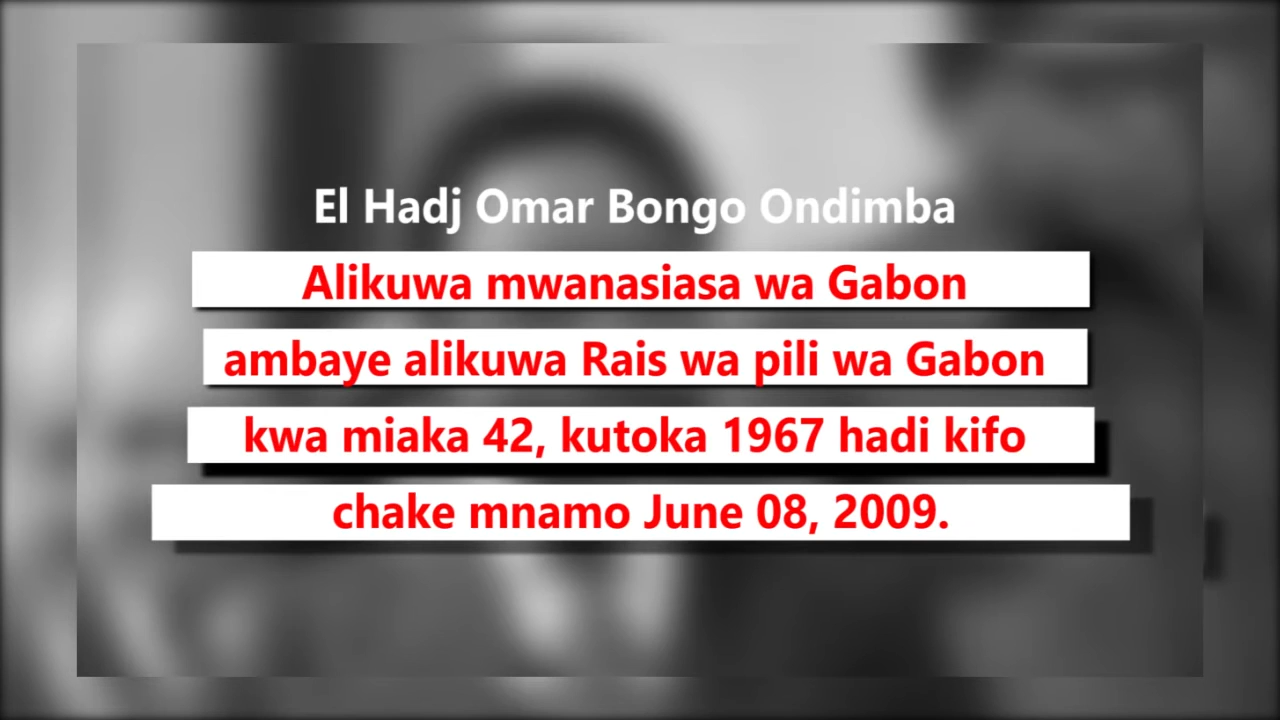 El Hadj Omar Bongo Ondimba
Alikuwa mwanasiasa wa Gabon
ambaye alikuwa Rais wa pili wa Gabon
kwa miaka 42, kutoka 1967 hadi kifo
chake mnamo June 08, 2009.